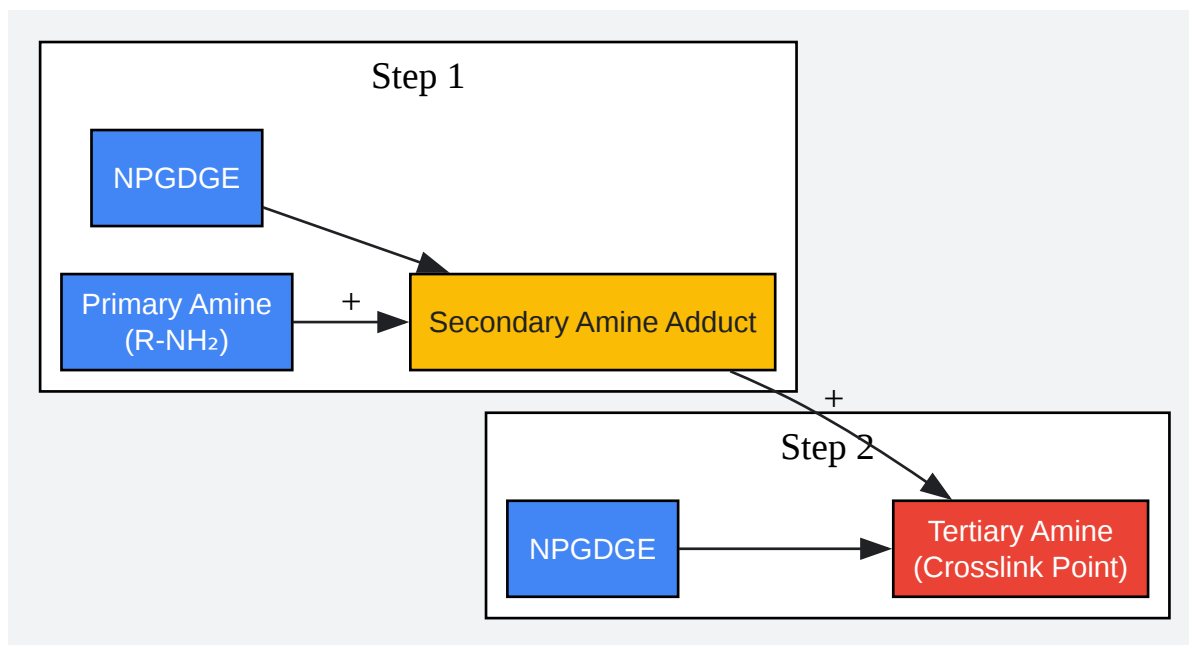 Step 1
NPGDGE
Primary Amine
(R-NH₂)
+
Secondary Amine Adduct
+
Step 2
NPGDGE
Tertiary Amine
(Crosslink Point)